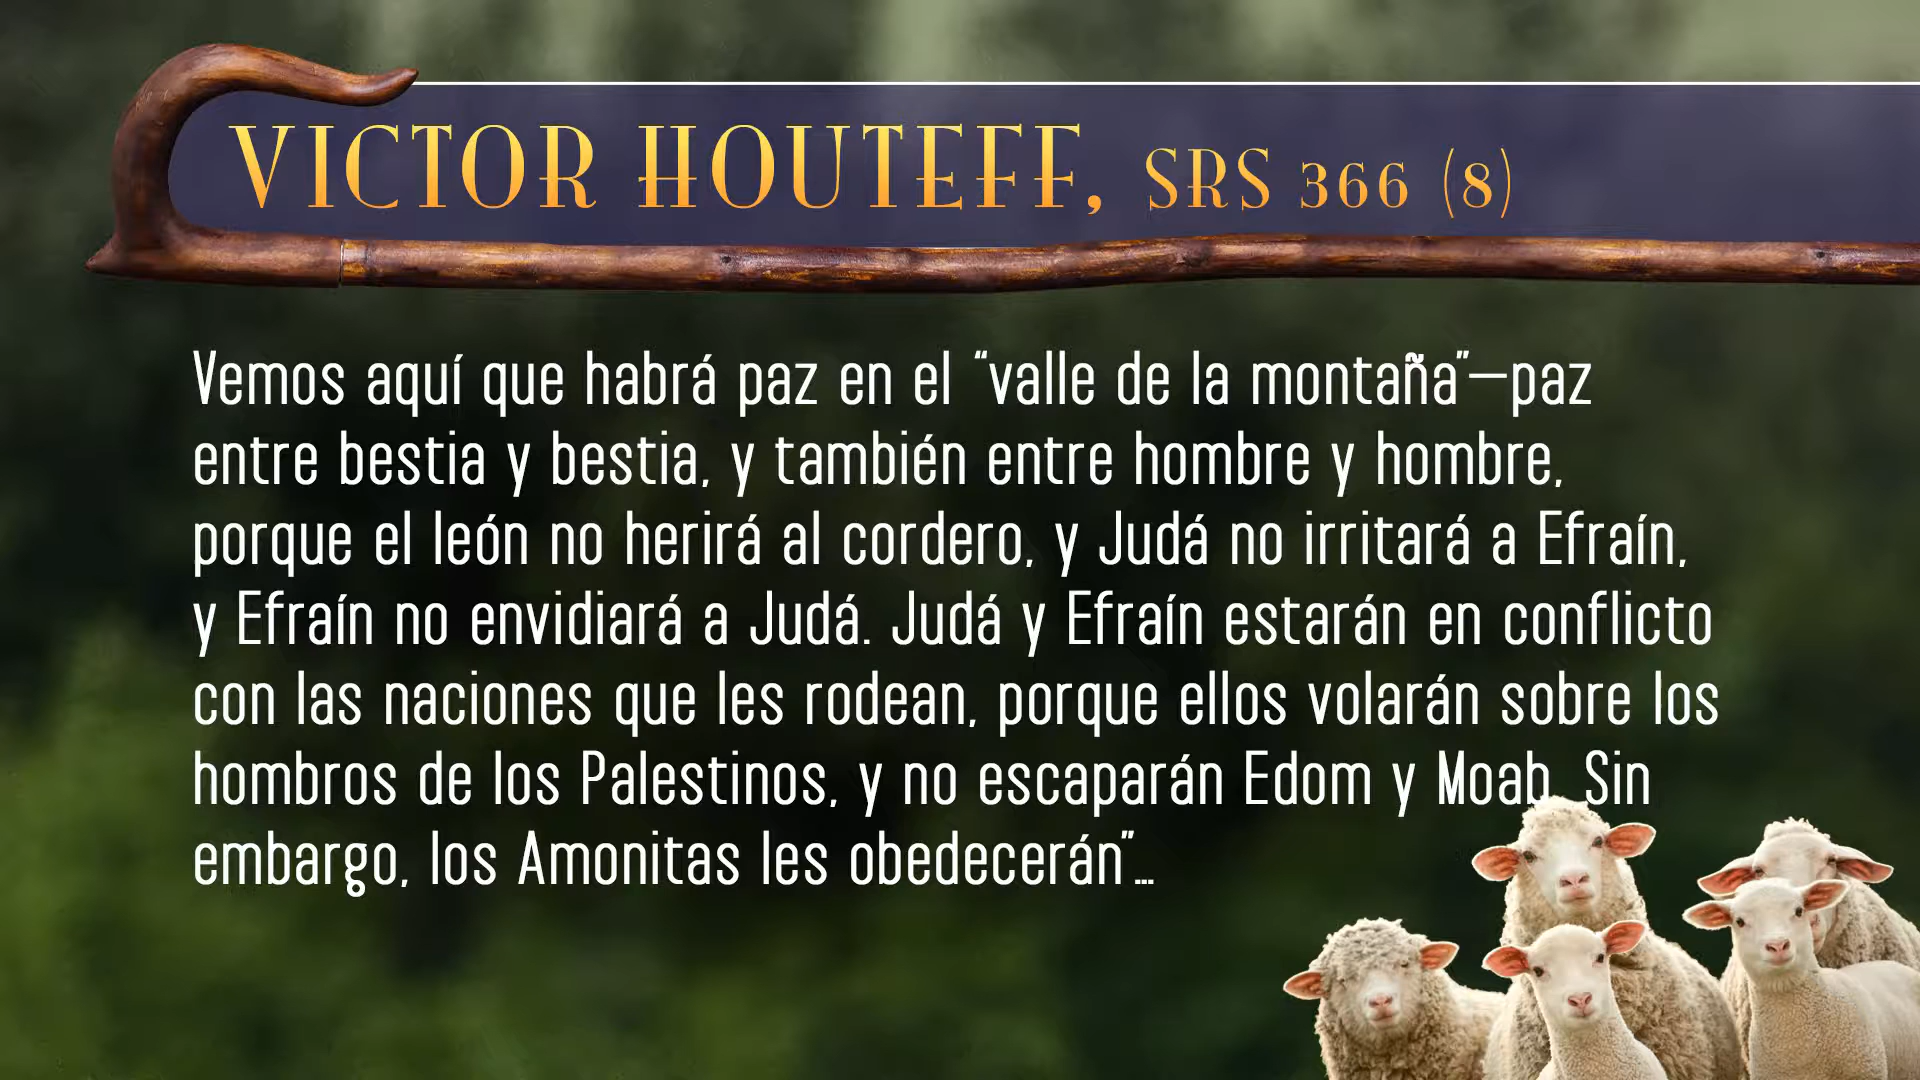 VICTOR HOUTEFF, SRS 366 (8)
Vemos aquí que habrá paz en el “valle de la montaña”—paz
entre bestia y bestia, y también entre hombre y hombre,
porque el león no herirá al cordero, y Judá no irritará a Efraín,
y Efraín no envidiará a Judá. Judá y Efraín estarán en conflicto
con las naciones que les rodean, porque ellos volarán sobre los
hombros de los Palestinos, y no escaparán Edom y Moab. Sin
embargo, los Amonitas les obedecerán”...